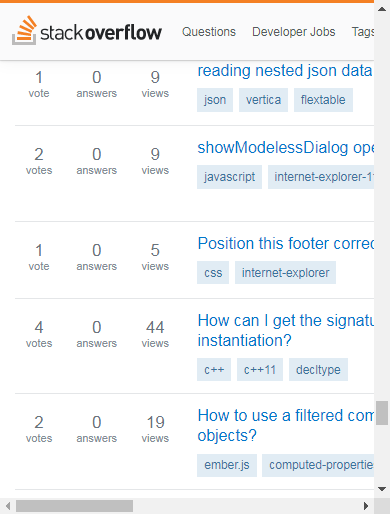 stackoverflow Questions Developer Jobs Tags
1 0 9 reading nested json data
vote answers views json vertica flextable
2 0 9 showModelessDialog ope
votes answers views javascript internet-explorer-1
1 0 5 Position this footer correc
vote answers views css internet-explorer
4 0 44 How can I get the signatu
votes answers views instantiation?
c++ c++11 decltype
2 0 19 How to use a filtered com
votes answers views objects?
ember.js computed-propertie